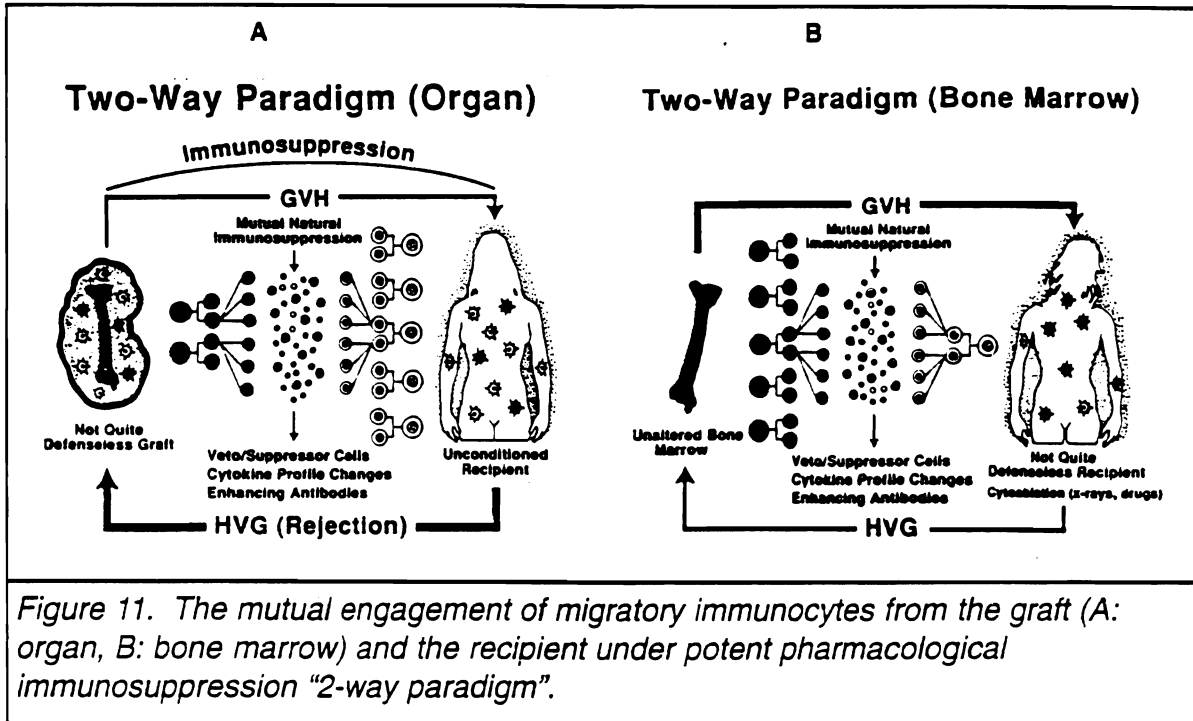 A
Two-Way Paradigm (Organ)
Immunosuppression
GVH
Mutual Natural
Immunosuppression
Not Quite
Defenseless Graft
Veto/Suppressor Cells
Cytokine Profile Changes
Enhancing Antibodies
Unconditioned
Recipient
HVG (Rejection)
B
Two-Way Paradigm (Bone Marrow)
GVH
Mutual Natural
Immunosuppression
Unaltered Bone
Marrow
Veto/Suppressor Cells
Cytokine Profile Changes
Enhancing Antibodies
Not Quite
Defenseless Recipient
Cytoablation (x-rays, drugs)
HVG
Figure 11. The mutual engagement of migratory immunocytes from the graft (A:
organ, B: bone marrow) and the recipient under potent pharmacological
immunosuppression “2-way paradigm”.